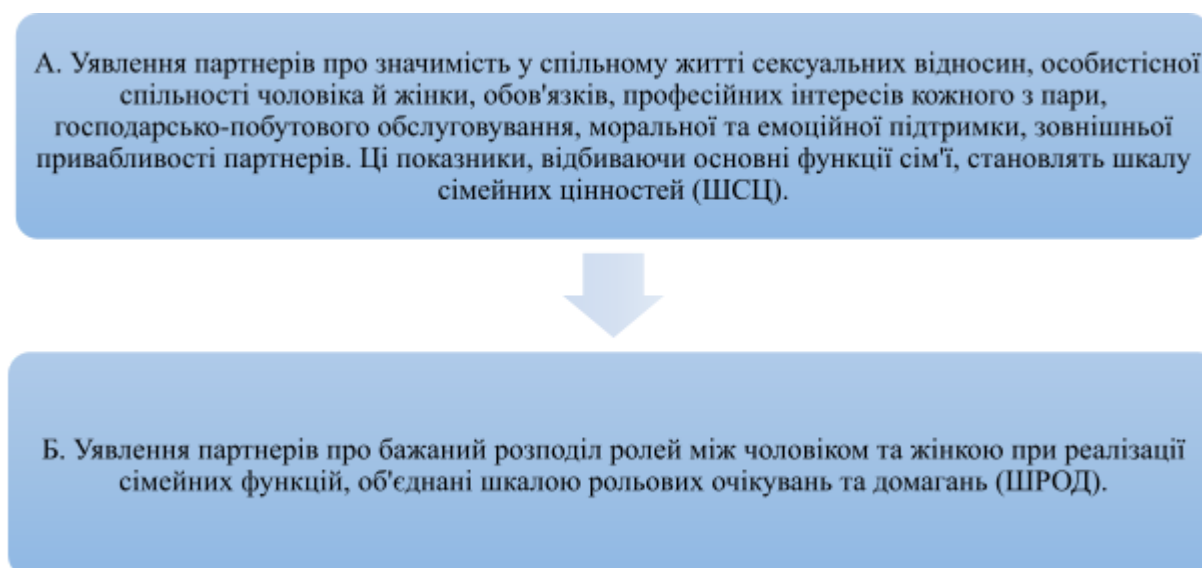 А. Уявлення партнерів про значимість у спільному житті сексуальних відносин, особистісної
спільності чоловіка й жінки, обов'язків, професійних інтересів кожного з пари,
господарсько-побутового обслуговування, моральної та емоційної підтримки, зовнішньої
привабливості партнерів. Ці показники, відбиваючи основні функції сім'ї, становлять шкалу
сімейних цінностей (ШСЦ).
Б. Уявлення партнерів про бажаний розподіл ролей між чоловіком та жінкою при реалізації
сімейних функцій, об'єднані шкалою рольових очікувань та домагань (ШРОД).